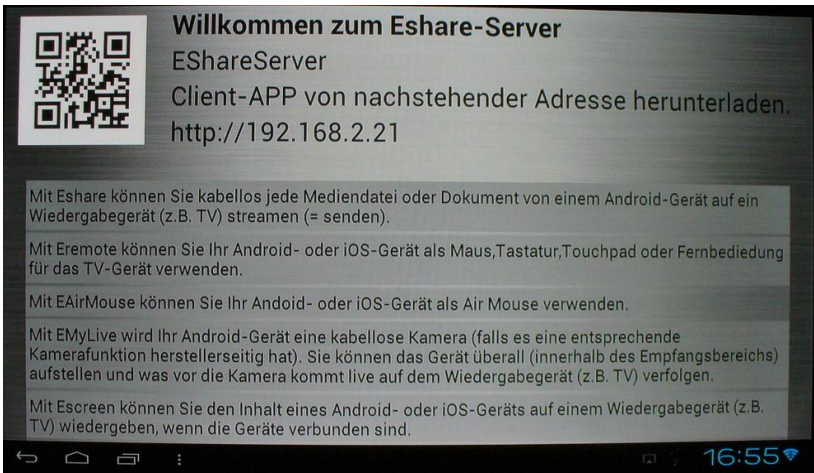 Willkommen zum Eshare-Server
EShareServer
Client-APP von nachstehender Adresse herunterladen.
http://192.168.2.21
Mit Eshare können Sie kabellos jede Mediendatei oder Dokument von einem Android-Gerät auf ein
Wiedergabegerät (z.B. TV) streamen (= senden).
Mit Eremote können Sie Ihr Android- oder iOS-Gerät als Maus,Tastatur,Touchpad oder Fernbediedung
für das TV-Gerät verwenden.
Mit EAirMouse können Sie Ihr Andoid- oder iOS-Gerät als Air Mouse verwenden.
Mit EMyLive wird Ihr Android-Gerät eine kabellose Kamera (falls es eine entsprechende
Kamerafunktion herstellerseitig hat). Sie können das Gerät überall (innerhalb des Empfangsbereichs)
aufstellen und was vor die Kamera kommt live auf dem Wiedergabegerät (z.B. TV) verfolgen.
Mit Escreen können Sie den Inhalt eines Android- oder iOS-Geräts auf einem Wiedergabegerät (z.B.
TV) wiedergeben, wenn die Geräte verbunden sind.
16:55